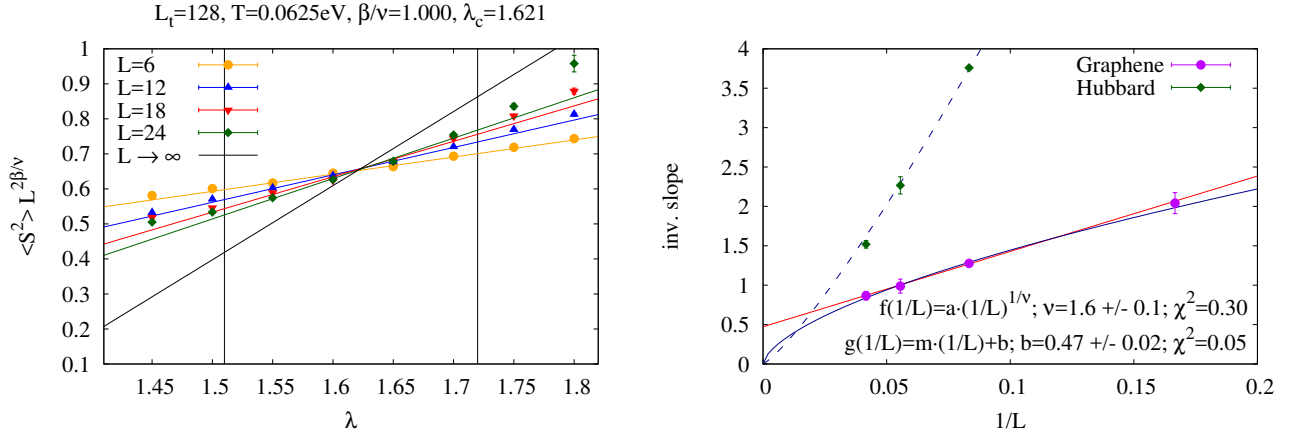 L_t=128, T=0.0625eV, β/ν=1.000, λ_c=1.621
<S²> L^{2β/ν}
1
0.9
0.8
0.7
0.6
0.5
0.4
0.3
0.2
0.1
L=6
L=12
L=18
L=24
L → ∞
1.45 1.5 1.55 1.6 1.65 1.7 1.75 1.8
λ
inv. slope
4
3.5
3
2.5
2
1.5
1
0.5
0
Graphene
Hubbard
f(1/L)=a·(1/L)^{1/ν}; ν=1.6 +/- 0.1; χ²=0.30
g(1/L)=m·(1/L)+b; b=0.47 +/- 0.02; χ²=0.05
0 0.05 0.1 0.15 0.2
1/L